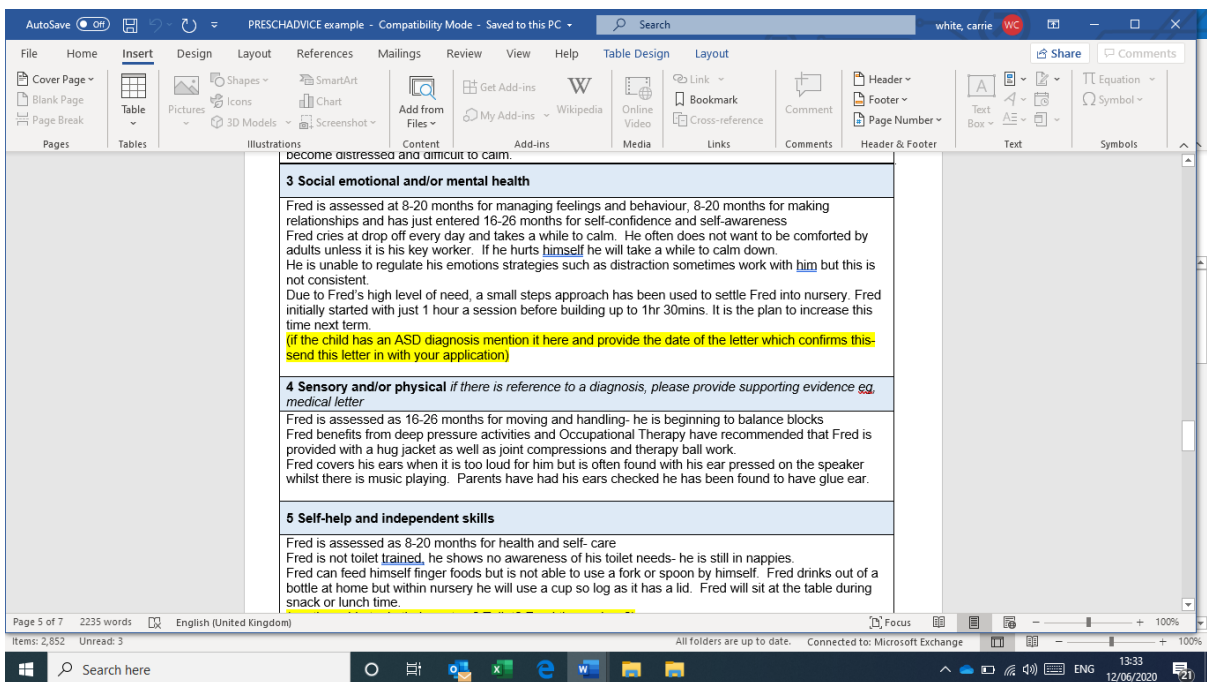 AutoSave Off PRESCHADVICE example - Compatibility Mode - Saved to this PC Search white, carrie WC
File Home Insert Design Layout References Mailings Review View Help Table Design Layout Share Comments
Cover Page
Blank Page
Page Break
Pages
Table
Tables
Pictures
Shapes
Icons
3D Models
SmartArt
Chart
Screenshot
Illustrations
Add from Files
Content
Get Add-ins
My Add-ins
Wikipedia
Add-ins
Online Video
Media
Link
Bookmark
Cross-reference
Links
Comment
Comments
Header
Footer
Page Number
Header & Footer
Text Box
Text
Equation
Symbol
Symbols
become distressed and difficult to calm.
3 Social emotional and/or mental health
Fred is assessed at 8-20 months for managing feelings and behaviour, 8-20 months for making
relationships and has just entered 16-26 months for self-confidence and self-awareness
Fred cries at drop off every day and takes a while to calm. He often does not want to be comforted by
adults unless it is his key worker. If he hurts himself he will take a while to calm down.
He is unable to regulate his emotions strategies such as distraction sometimes work with him but this is
not consistent.
Due to Fred's high level of need, a small steps approach has been used to settle Fred into nursery. Fred
initially started with just 1 hour a session before building up to 1hr 30mins. It is the plan to increase this
time next term.
(if the child has an ASD diagnosis mention it here and provide the date of the letter which confirms this-
send this letter in with your application)
4 Sensory and/or physical if there is reference to a diagnosis, please provide supporting evidence eg,
medical letter
Fred is assessed as 16-26 months for moving and handling- he is beginning to balance blocks
Fred benefits from deep pressure activities and Occupational Therapy have recommended that Fred is
provided with a hug jacket as well as joint compressions and therapy ball work.
Fred covers his ears when it is too loud for him but is often found with his ear pressed on the speaker
whilst there is music playing. Parents have had his ears checked he has been found to have glue ear.
5 Self-help and independent skills
Fred is assessed as 8-20 months for health and self- care
Fred is not toilet trained, he shows no awareness of his toilet needs- he is still in nappies.
Fred can feed himself finger foods but is not able to use a fork or spoon by himself. Fred drinks out of a
bottle at home but within nursery he will use a cup so log as it has a lid. Fred will sit at the table during
snack or lunch time.
Page 5 of 7 2235 words English (United Kingdom) Focus 100%
Items: 2,852 Unread: 3 All folders are up to date. Connected to: Microsoft Exchange 100%
Search here ENG 13:33
12/06/2020 21